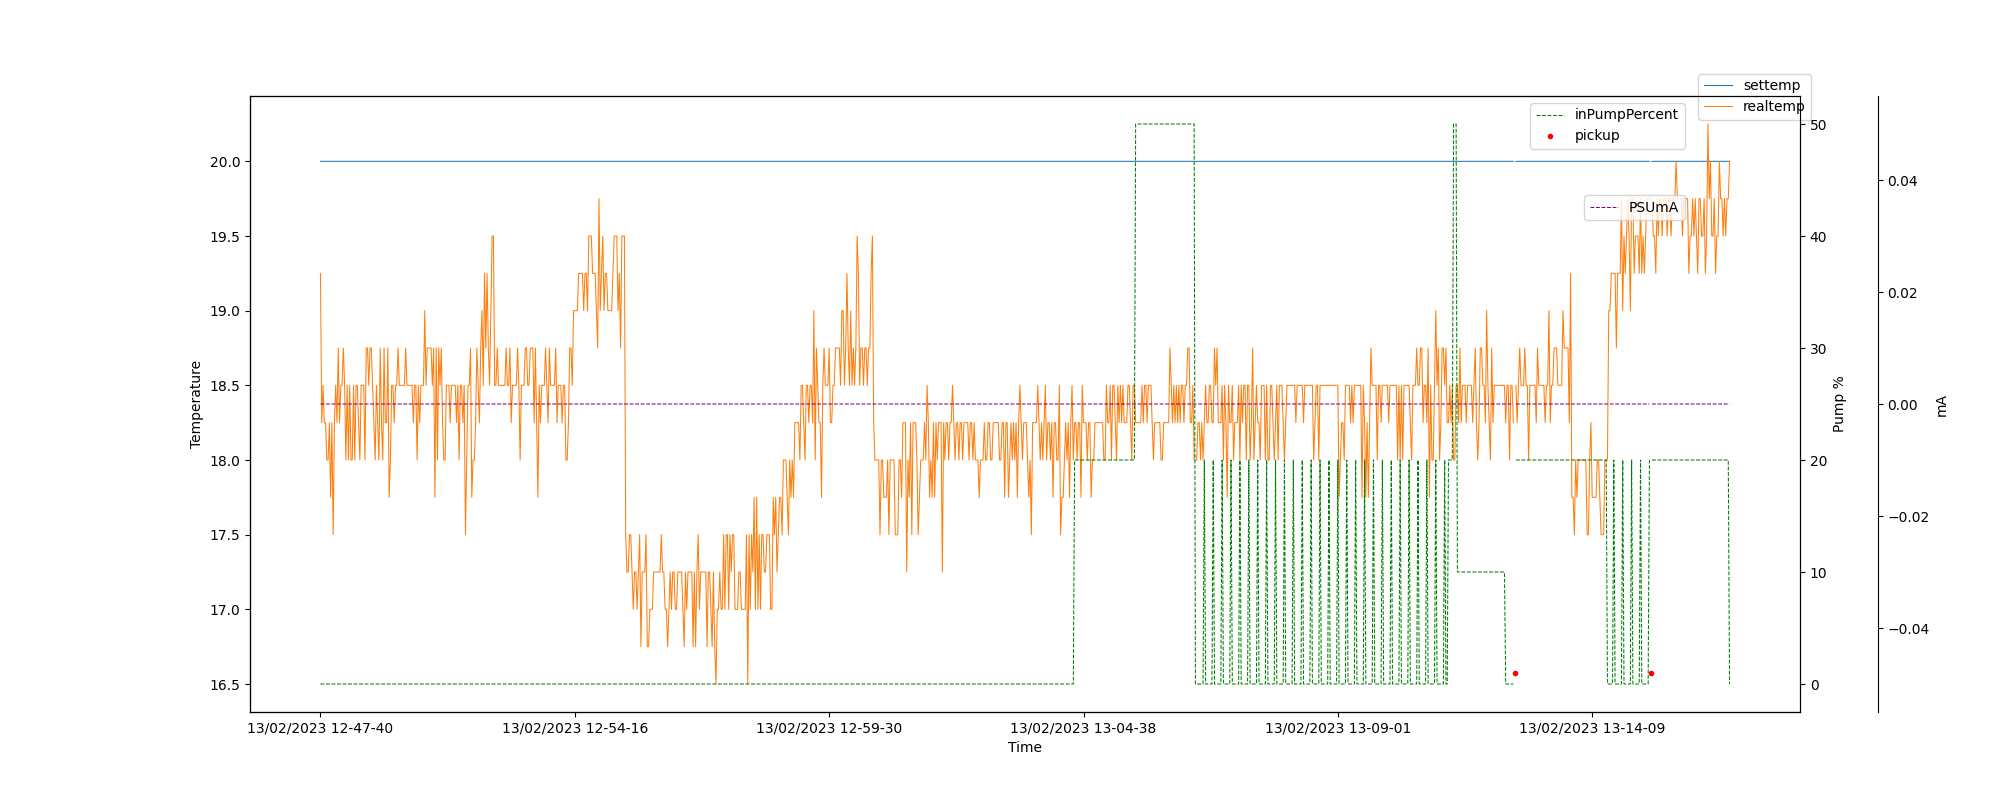 settemp
realtemp
inPumpPercent
pickup
PSUmA
Temperature
20.0
19.5
19.0
18.5
18.0
17.5
17.0
16.5
50
40
30
20
10
0
Pump %
0.04
0.02
0.00
−0.02
−0.04
mA
13/02/2023 12-47-40
13/02/2023 12-54-16
13/02/2023 12-59-30
13/02/2023 13-04-38
13/02/2023 13-09-01
13/02/2023 13-14-09
Time